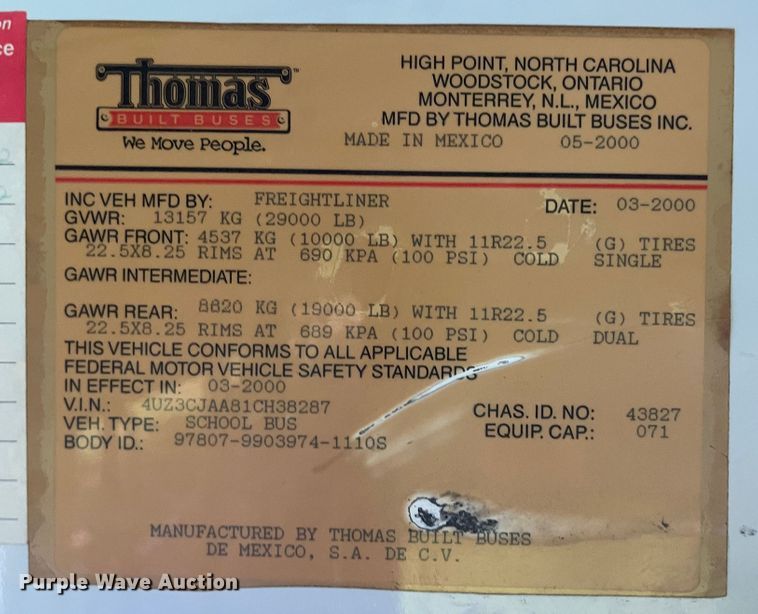 on
ce
Thomas
BUILT BUSES
We Move People.
HIGH POINT, NORTH CAROLINA
WOODSTOCK, ONTARIO
MONTERREY, N.L., MEXICO
MFD BY THOMAS BUILT BUSES INC.
MADE IN MEXICO 05-2000
INC VEH MFD BY: FREIGHTLINER DATE: 03-2000
GVWR: 13157 KG (29000 LB)
GAWR FRONT: 4537 KG (10000 LB) WITH 11R22.5 (G) TIRES
22.5X8.25 RIMS AT 690 KPA (100 PSI) COLD SINGLE
GAWR INTERMEDIATE:
GAWR REAR: 8620 KG (19000 LB) WITH 11R22.5 (G) TIRES
22.5X8.25 RIMS AT 689 KPA (100 PSI) COLD DUAL
THIS VEHICLE CONFORMS TO ALL APPLICABLE
FEDERAL MOTOR VEHICLE SAFETY STANDARDS
IN EFFECT IN: 03-2000
V.I.N.: 4UZ3CJAA81CH38287 CHAS. ID. NO: 43827
VEH. TYPE: SCHOOL BUS EQUIP. CAP.: 071
BODY ID.: 97807-9903974-1110S
MANUFACTURED BY THOMAS BUILT BUSES
DE MEXICO, S.A. DE C.V.
Purple Wave Auction